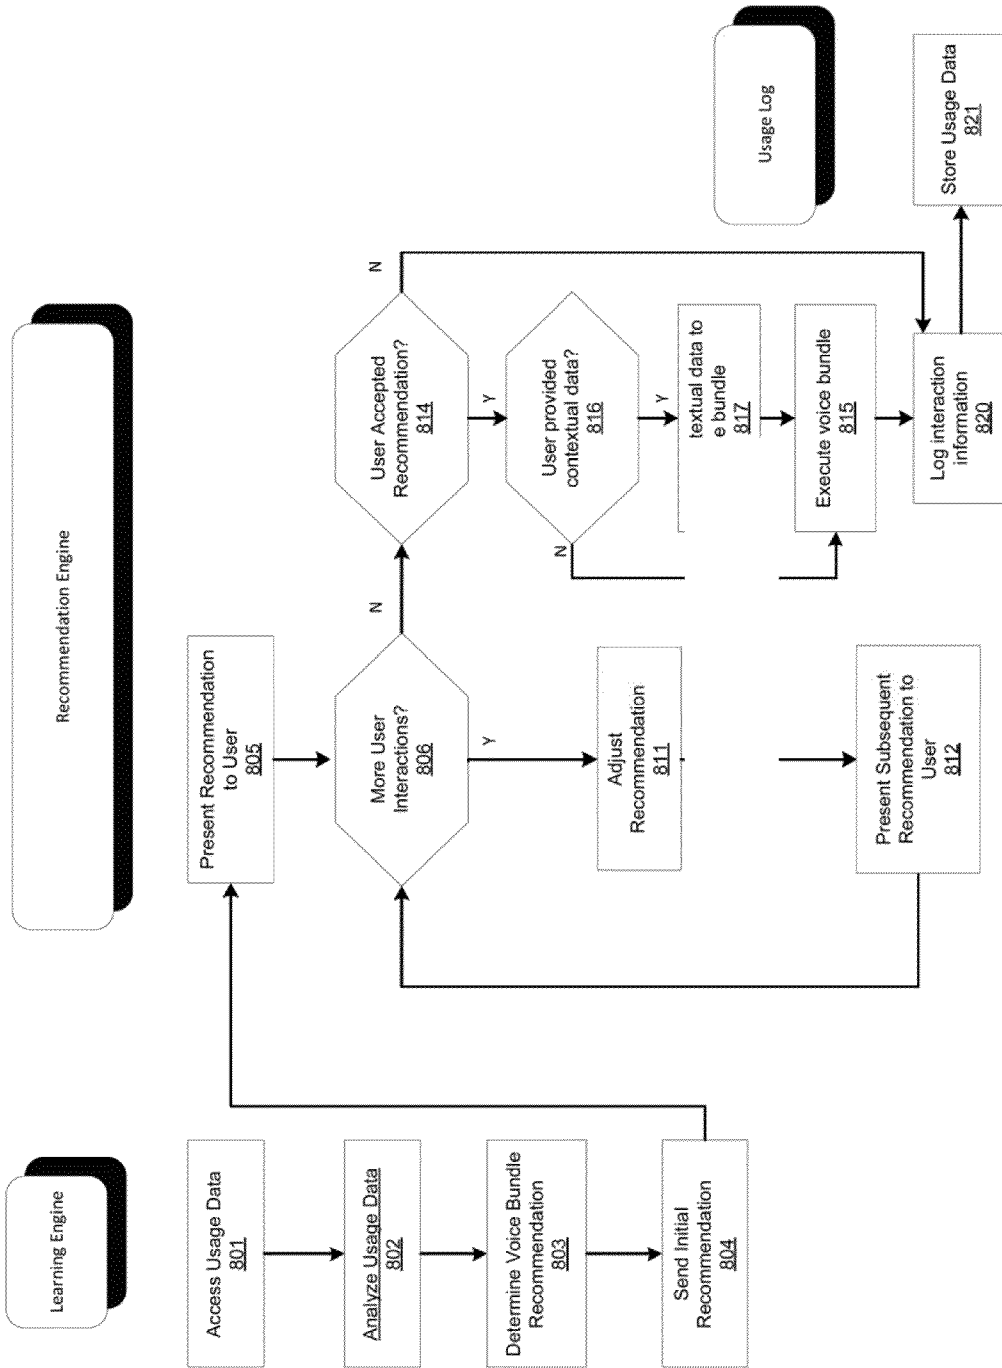 Learning Engine
Recommendation Engine
Usage Log
Access Usage Data
801
Analyze Usage Data
802
Determine Voice Bundle
Recommendation
803
Send Initial
Recommendation
804
Present Recommendation
to User
805
More User
Interactions?
806
N
Y
Adjust
Recommendation
811
Present Subsequent
Recommendation to
User
812
User Accepted
Recommendation?
814
N
Y
User provided
contextual data?
816
N
Y
textual data to
e bundle
817
Execute voice bundle
815
Log interaction
information
820
Store Usage Data
821